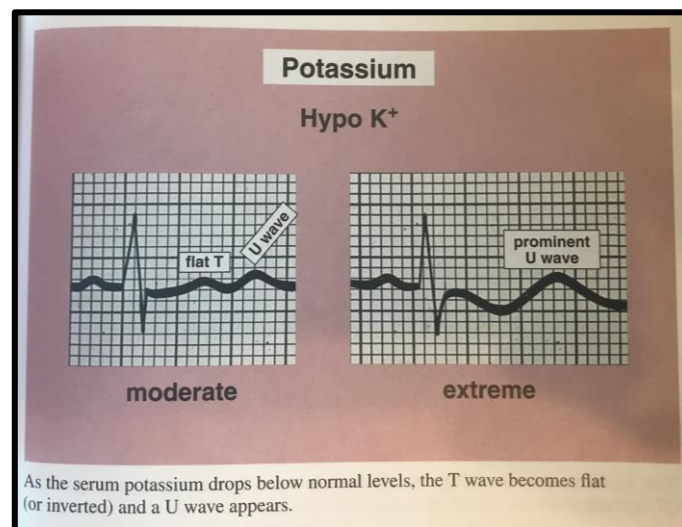 Potassium
Hypo K⁺
flat T
U wave
prominent
U wave
moderate
extreme
As the serum potassium drops below normal levels, the T wave becomes flat
(or inverted) and a U wave appears.